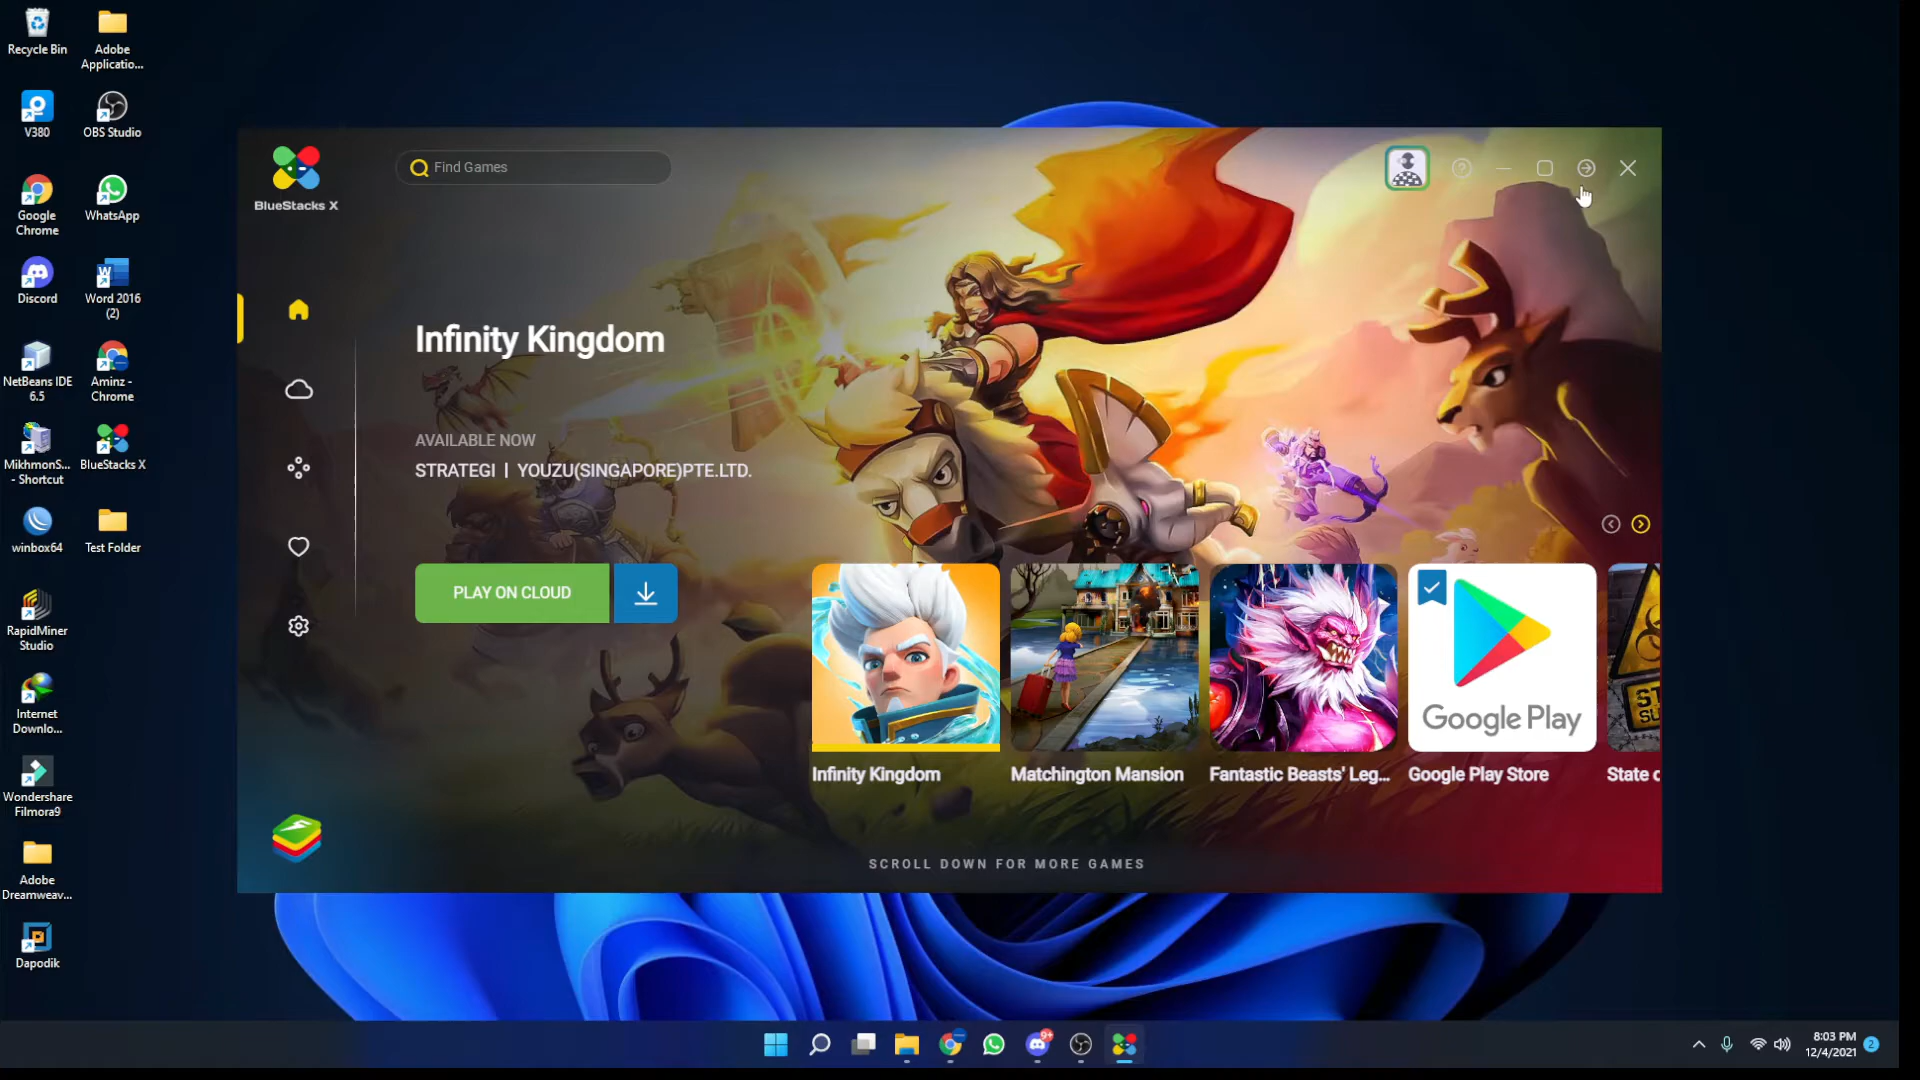 Recycle Bin
Adobe
Applicatio...
V380
OBS Studio
Google
Chrome
WhatsApp
Discord
Word 2016
(2)
NetBeans IDE
6.5
Aminz -
Chrome
MikhmonS...
- Shortcut
BlueStacks X
winbox64
Test Folder
RapidMiner
Studio
Internet
Downlo...
Wondershare
Filmora9
Adobe
Dreamweav...
Dapodik
BlueStacks X
Find Games
Infinity Kingdom
AVAILABLE NOW
STRATEGI | YOUZU(SINGAPORE)PTE.LTD.
PLAY ON CLOUD
Google Play
Infinity Kingdom
Matchington Mansion
Fantastic Beasts' Leg...
Google Play Store
State
SCROLL DOWN FOR MORE GAMES
9+
8:03 PM
12/4/2021
2